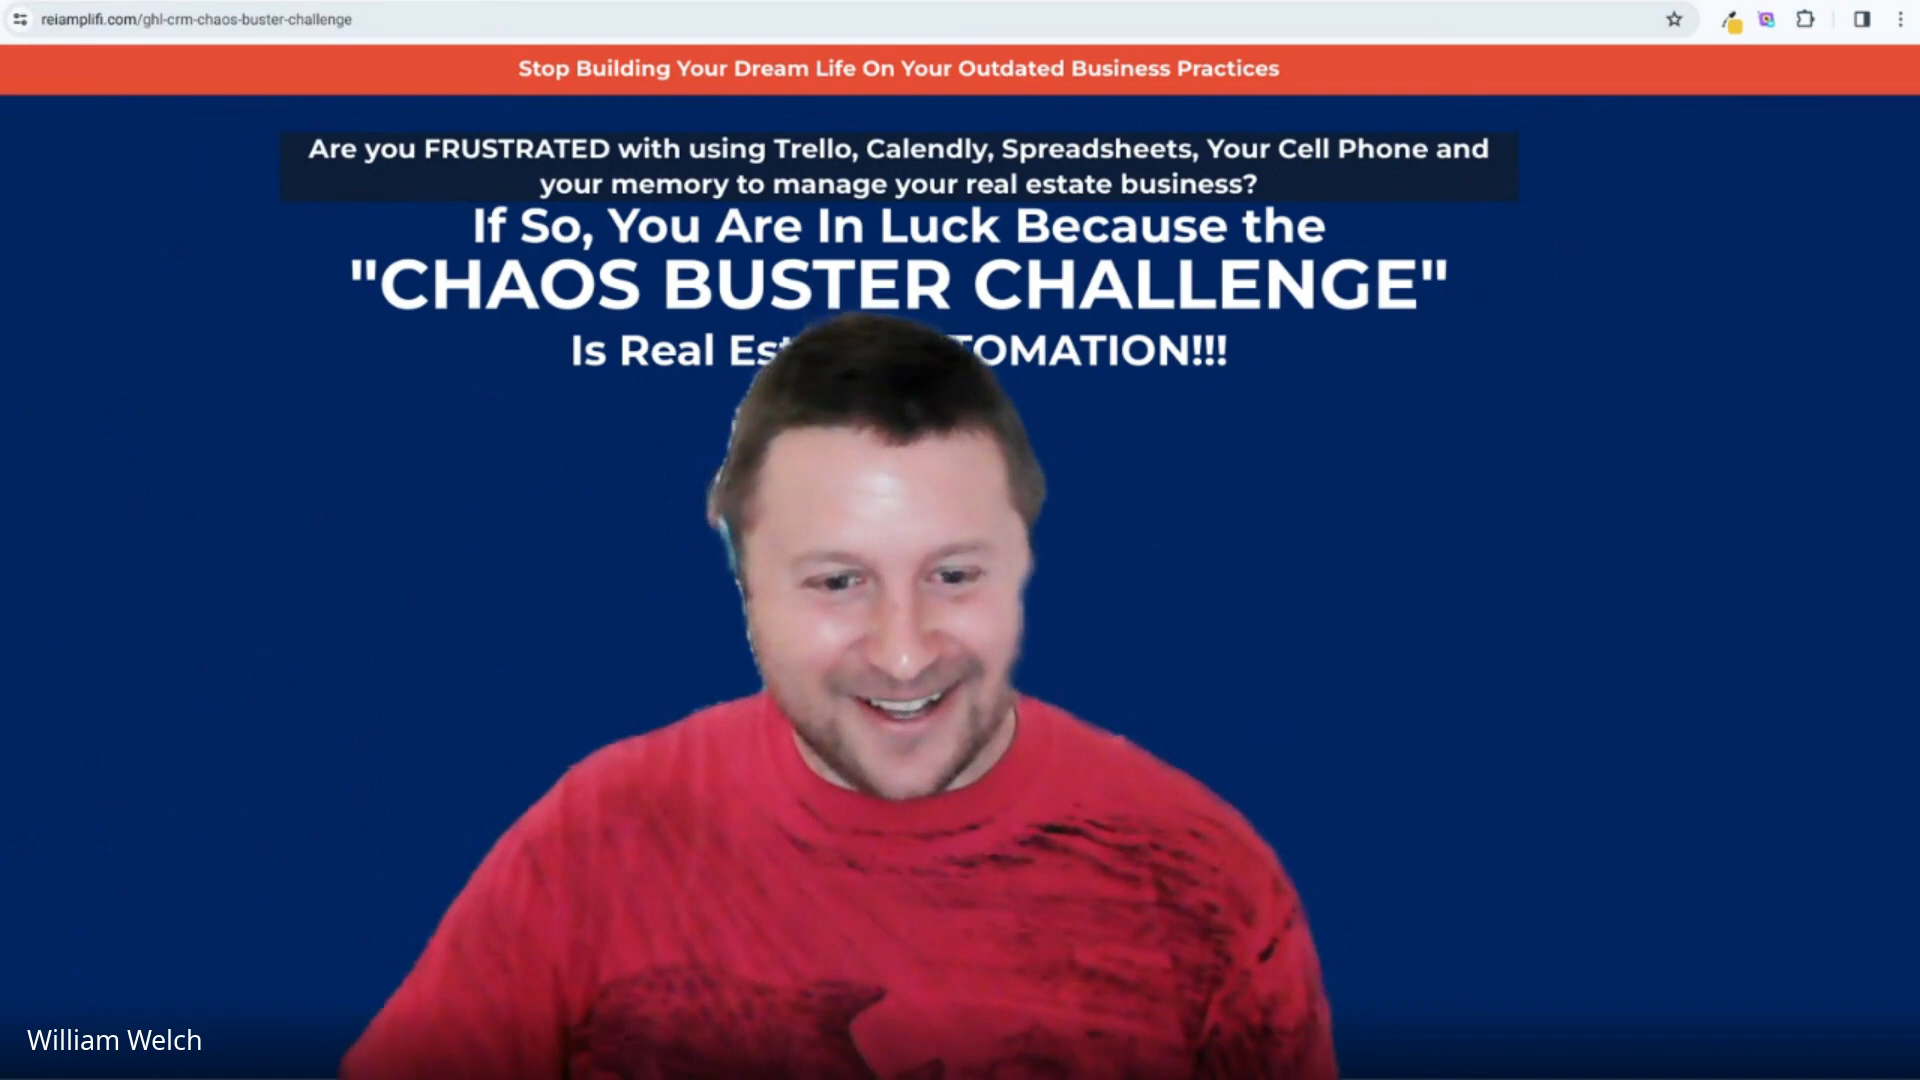 reiamplifi.com/ghl-crm-chaos-buster-challenge
Stop Building Your Dream Life On Your Outdated Business Practices
Are you FRUSTRATED with using Trello, Calendly, Spreadsheets, Your Cell Phone and
your memory to manage your real estate business?
If So, You Are In Luck Because the
"CHAOS BUSTER CHALLENGE"
Is Real
William Welch